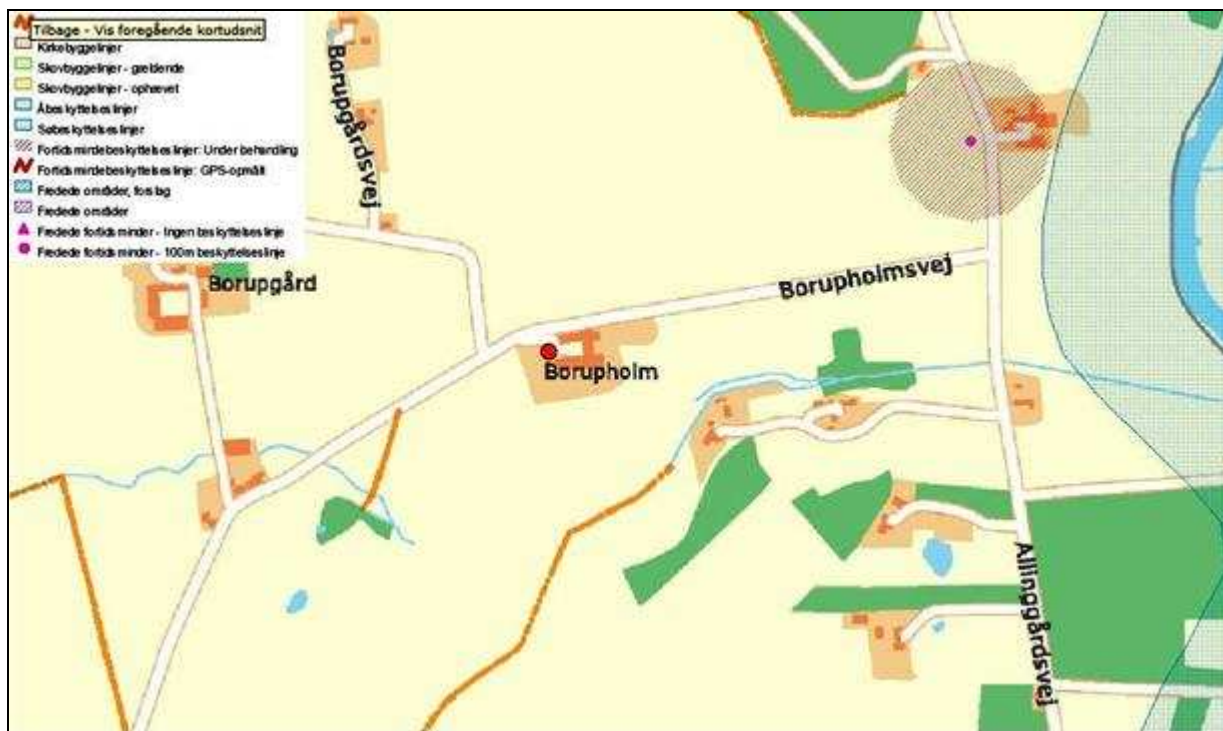 Tilbage - Vis foregående kortudsnit
Kirkebyggelinjer
Skovbyggelinjer - gældende
Skovbyggelinjer - ophævet
Åbeskyttelseslinjer
Søbeskyttelseslinjer
Fortidsmindebeskyttelseslinjer: Under behandling
Fortidsmindebeskyttelseslinje: GPS-opmålt
Fredede områder, forslag
Fredede områder
Fredede fortidsminder - Ingen beskyttelseslinje
Fredede fortidsminder - 100m beskyttelseslinje
Borupgårdsvej
Borupgård
Borupholmsvej
Borupholm
Allinggårdsvej